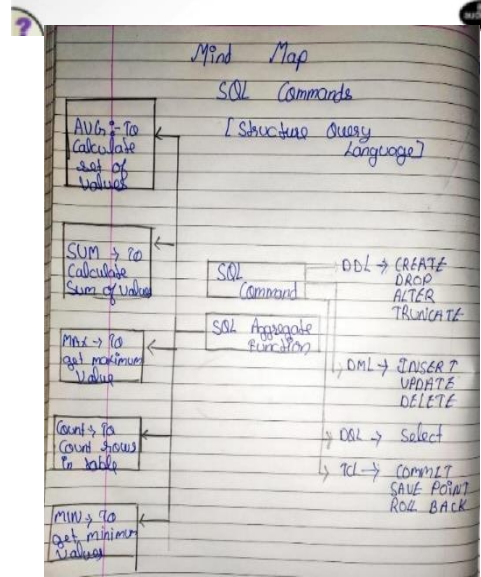 ?
Mind Map
SQL Commands
[Structure Query
Language]
AVG :- To
Calculate
set of
values
SUM → To
Calculate
Sum of values
MAX → To
get maximum
value
Count → To
Count rows
in table
MIN → To
get minimum
values
SQL
Command
SQL Aggregate
Function
DDL → CREATE
DROP
ALTER
TRUNCATE
DML → INSERT
UPDATE
DELETE
DQL → Select
TCL → COMMIT
SAVE POINT
ROLL BACK